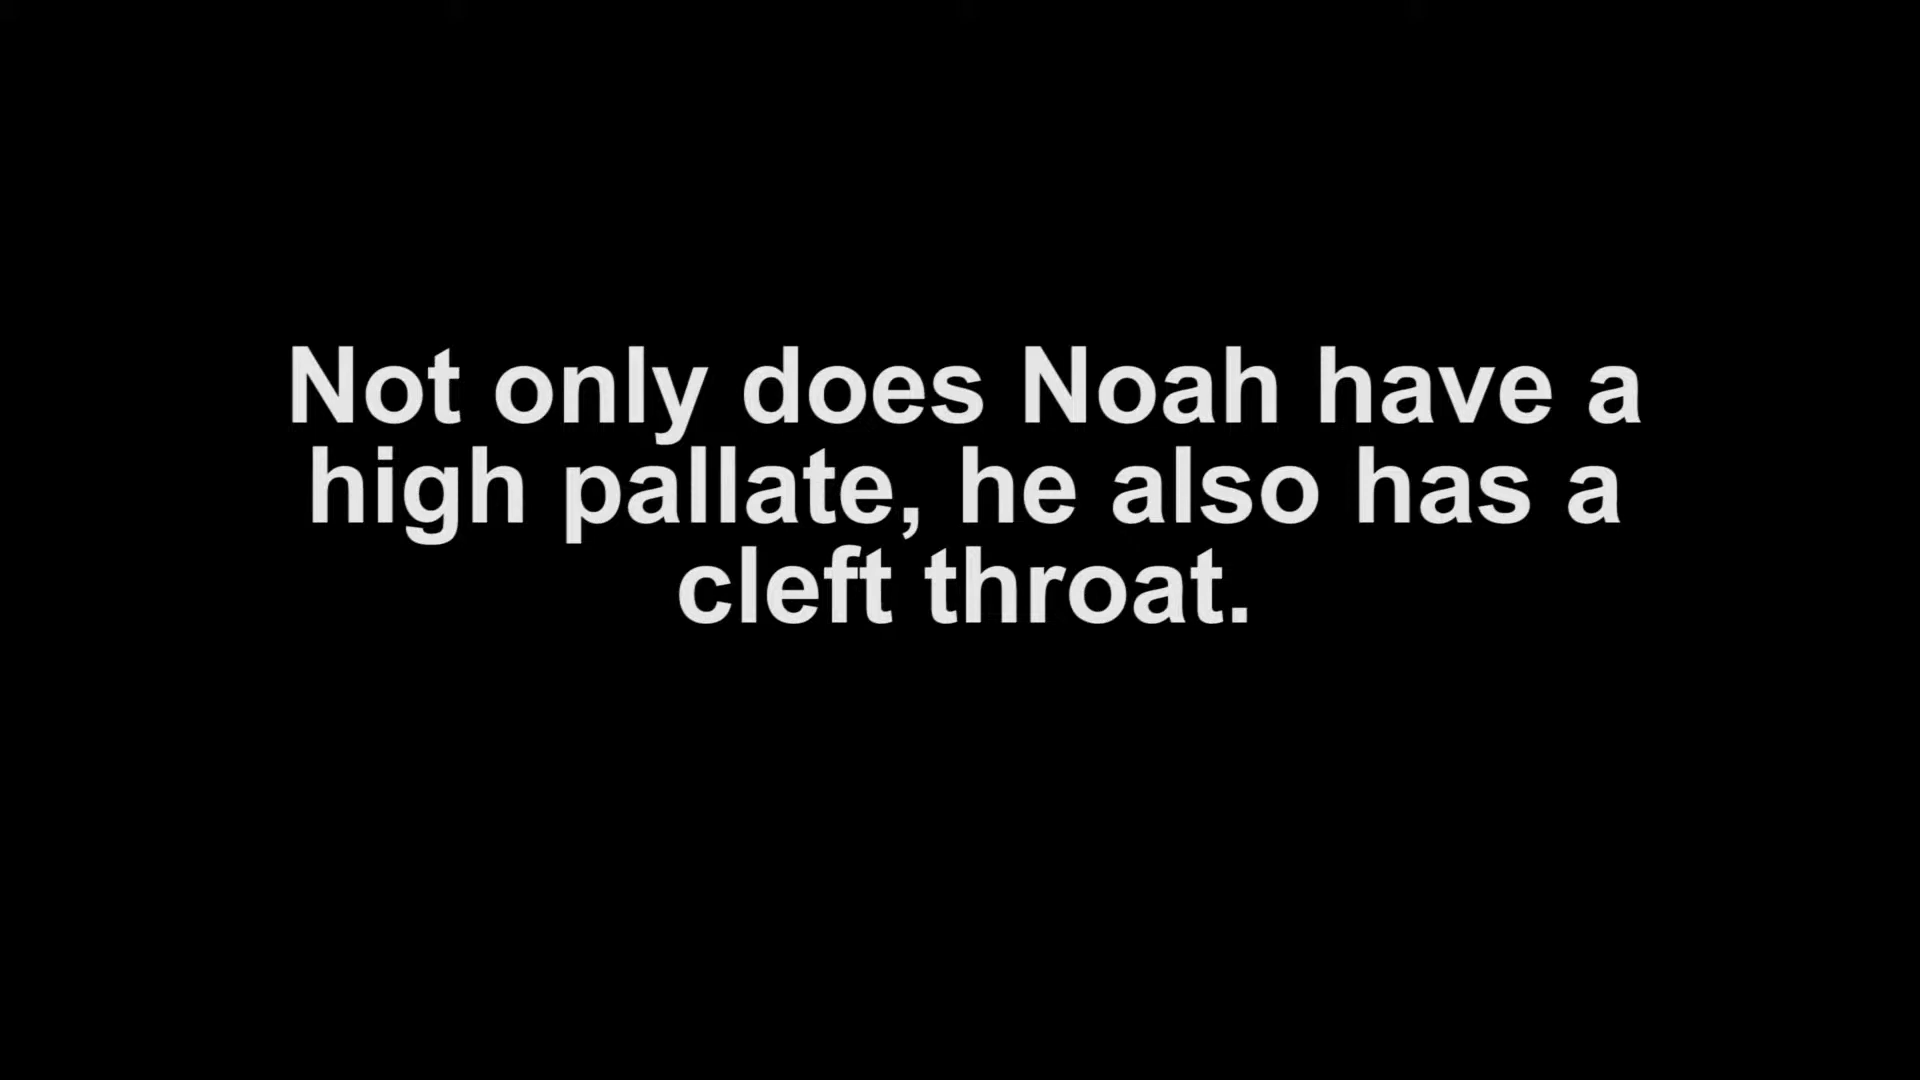 Not only does Noah have a
high pallate, he also has a
cleft throat.